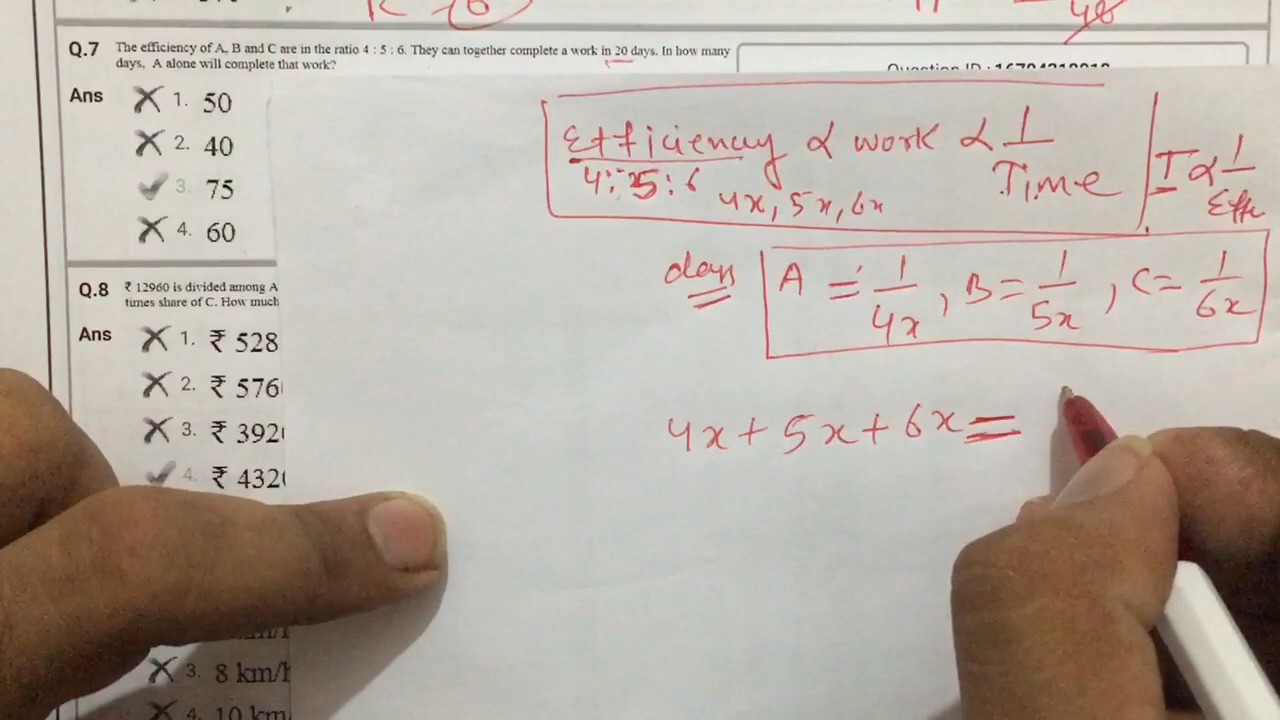 Q.7 The efficiency of A, B and C are in the ratio 4 : 5 : 6. They can together complete a work in 20 days. In how many
days, A alone will complete that work?
Ans
1. 50
2. 40
3. 75
4. 60
Efficiency α work α 1/Time
4 : 5 : 6
4x, 5x, 6x
T α 1/Effi
days A = 1/4x, B = 1/5x, C = 1/6x
4x + 5x + 6x =
Q.8 ₹ 12960 is divided among A
times share of C. How much
Ans
1. ₹ 528
2. ₹ 576
3. ₹ 392
4. ₹ 432
3. 8 km/h
4. 10 km